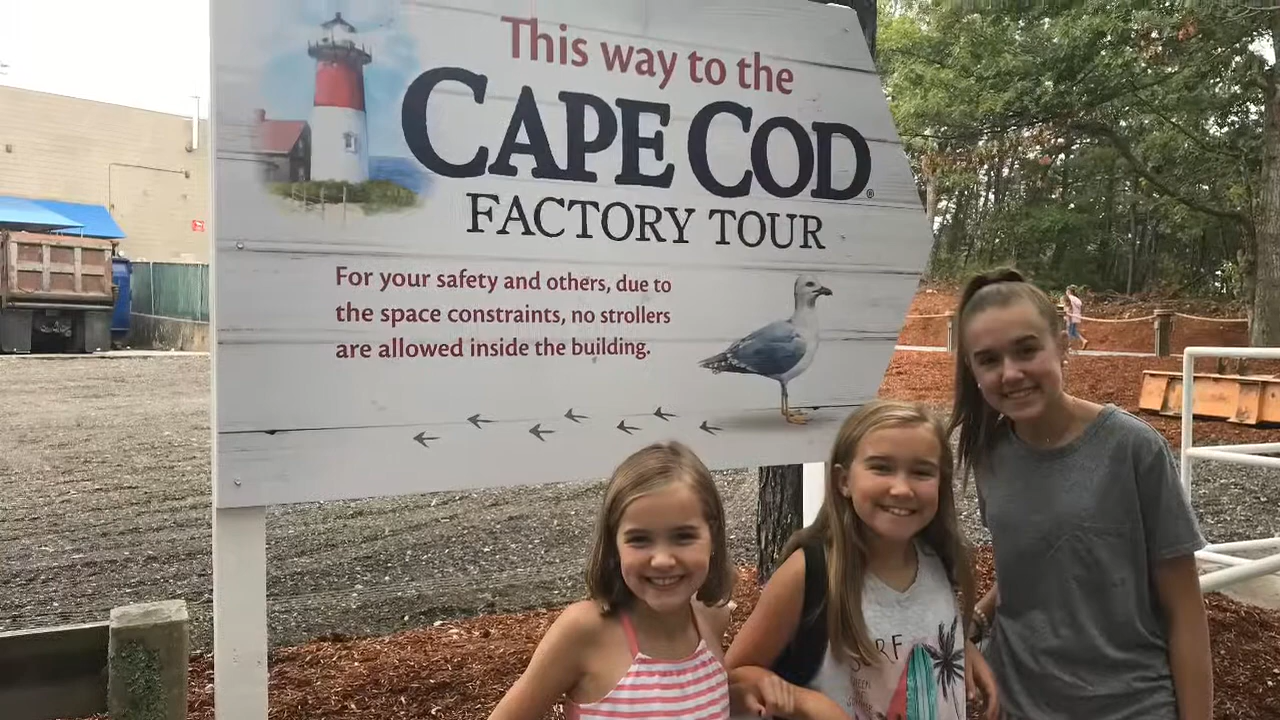 This way to the
CAPE COD®
FACTORY TOUR
For your safety and others, due to
the space constraints, no strollers
are allowed inside the building.
SURF